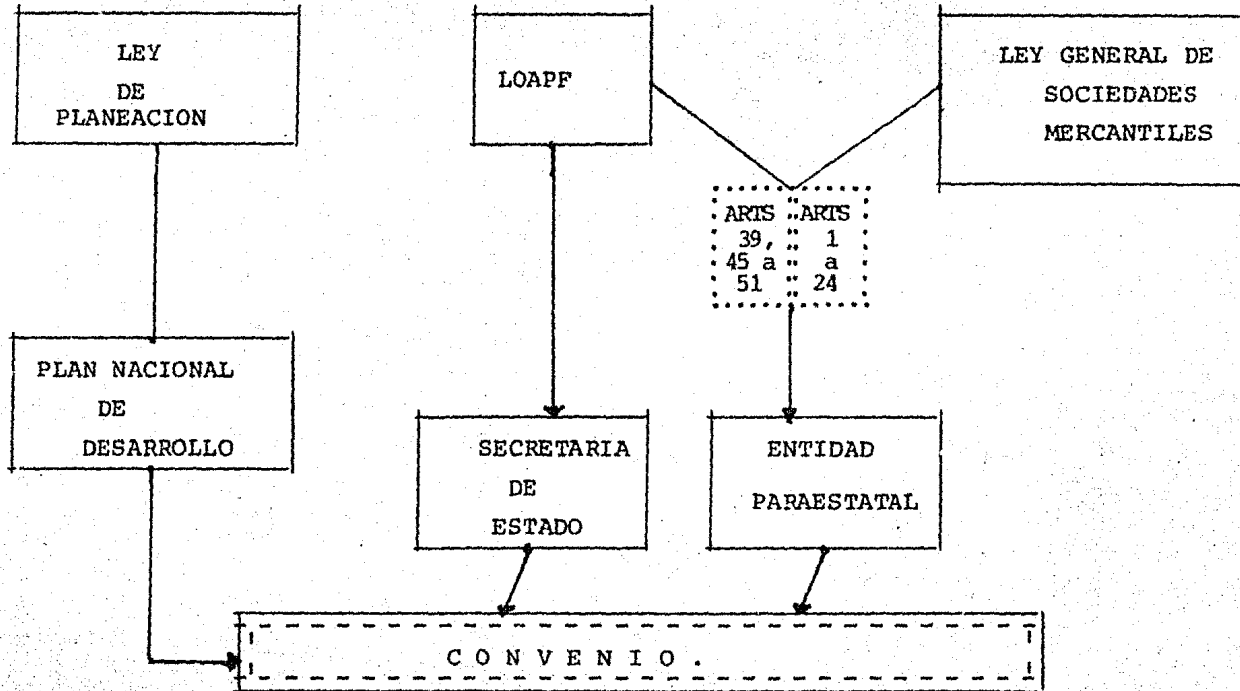 LEY
DE
PLANEACION
LOAPF
LEY GENERAL DE
SOCIEDADES
MERCANTILES
ARTS
39,
45 a
51
ARTS
1
a
24
PLAN NACIONAL
DE
DESARROLLO
SECRETARIA
DE
ESTADO
ENTIDAD
PARAESTATAL
CONVENIO.